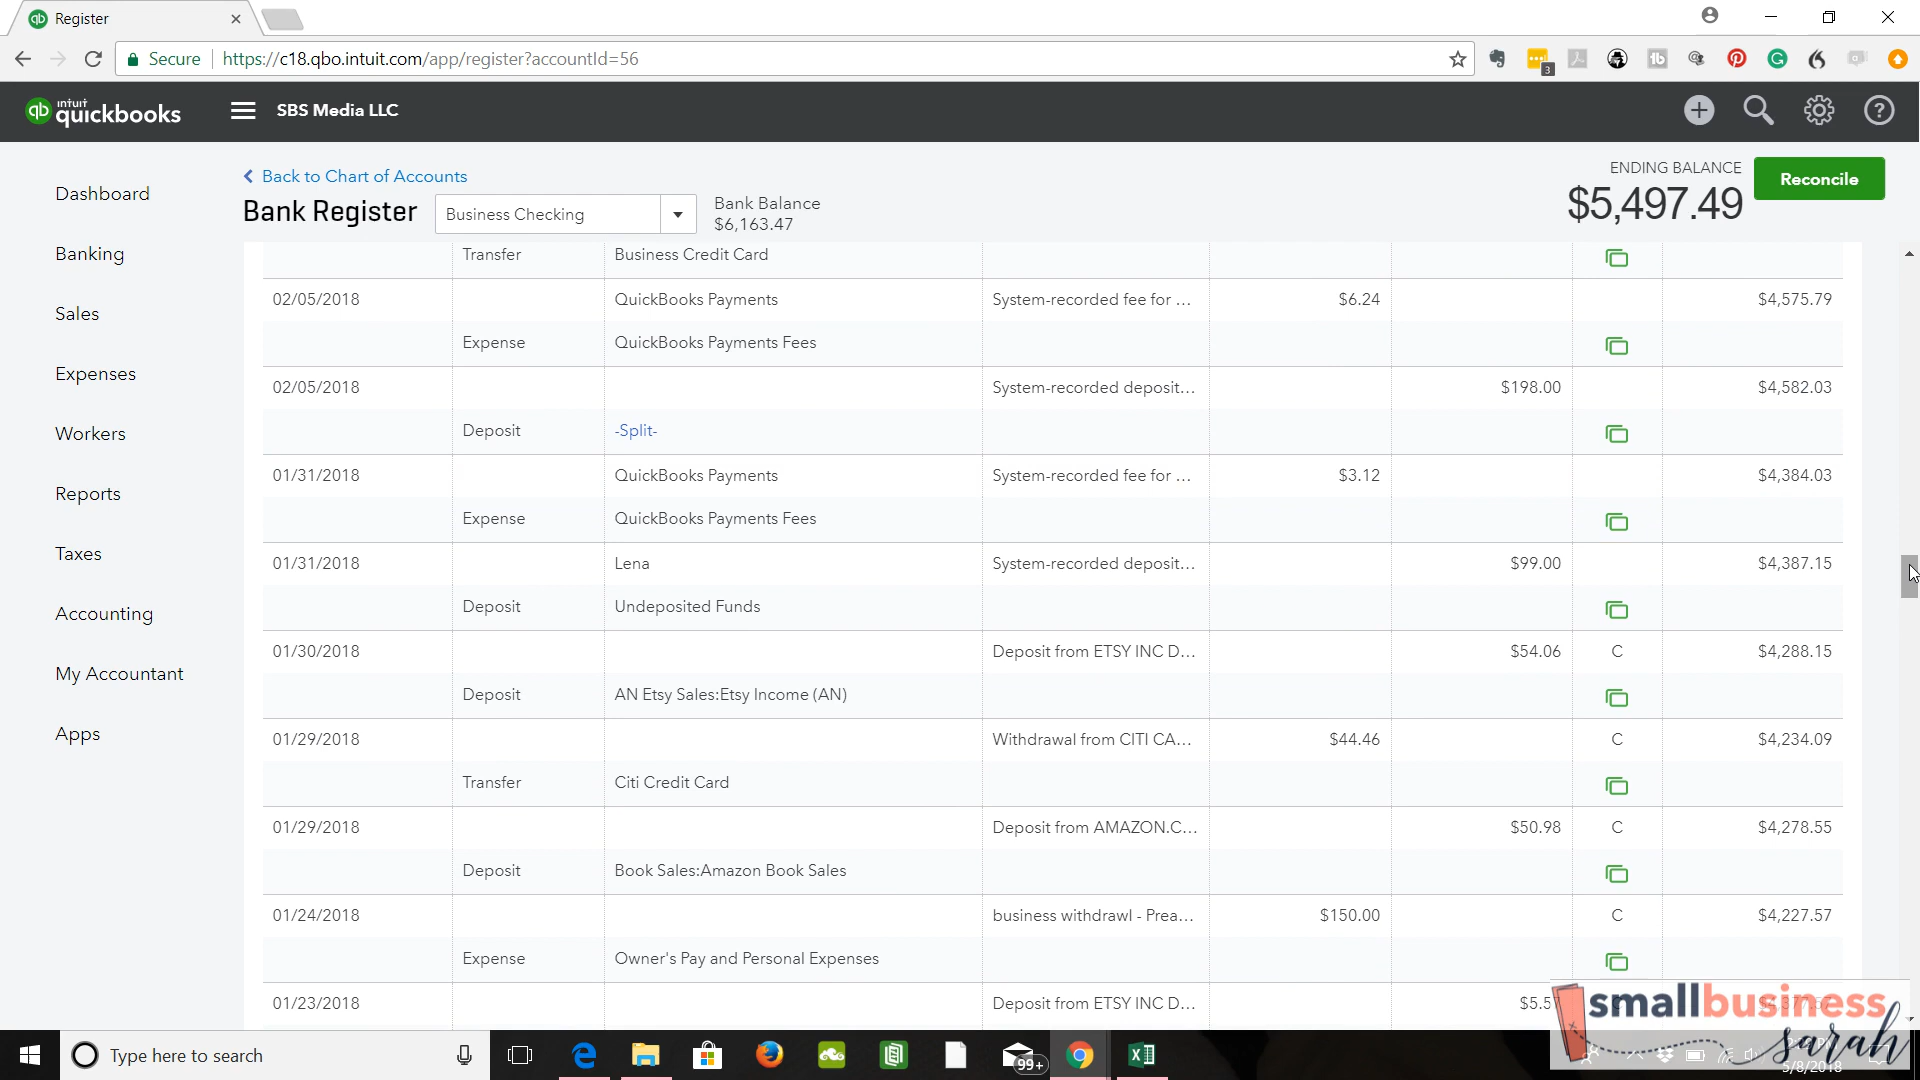 Register
Secure
https://c18.qbo.intuit.com/app/register?accountId=56
3
qb intuit quickbooks
SBS Media LLC
Dashboard
Banking
Sales
Expenses
Workers
Reports
Taxes
Accounting
My Accountant
Apps
Back to Chart of Accounts
Bank Register
Business Checking
Bank Balance
$6,163.47
ENDING BALANCE
$5,497.49
Reconcile
Transfer Business Credit Card
02/05/2018 QuickBooks Payments System-recorded fee for ... $6.24 $4,575.79
Expense QuickBooks Payments Fees
02/05/2018 System-recorded deposit... $198.00 $4,582.03
Deposit -Split-
01/31/2018 QuickBooks Payments System-recorded fee for ... $3.12 $4,384.03
Expense QuickBooks Payments Fees
01/31/2018 Lena System-recorded deposit... $99.00 $4,387.15
Deposit Undeposited Funds
01/30/2018 Deposit from ETSY INC D... $54.06 C $4,288.15
Deposit AN Etsy Sales:Etsy Income (AN)
01/29/2018 Withdrawal from CITI CA... $44.46 C $4,234.09
Transfer Citi Credit Card
01/29/2018 Deposit from AMAZON.C... $50.98 C $4,278.55
Deposit Book Sales:Amazon Book Sales
01/24/2018 business withdrawl - Prea... $150.00 C $4,227.57
Expense Owner's Pay and Personal Expenses
01/23/2018 Deposit from ETSY INC D... $5.57 $4,377.57
smallbusiness
sarah
Type here to search
99+
5/8/2018